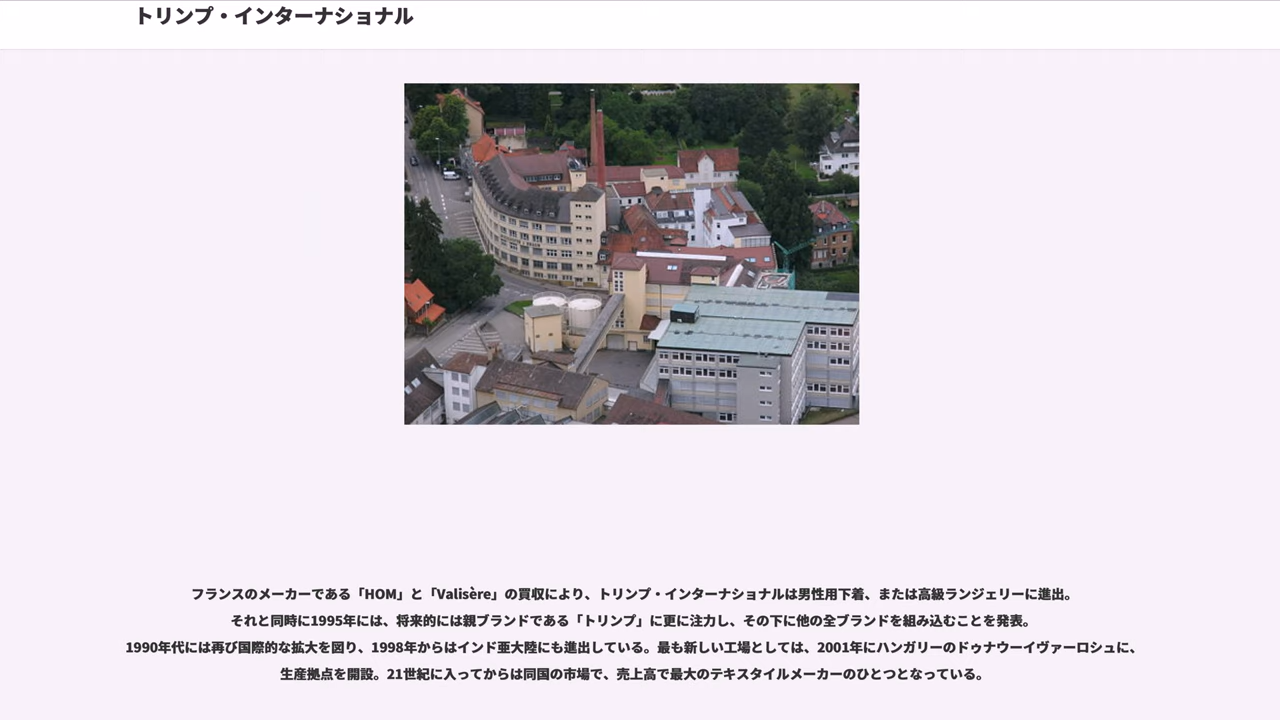 トリンプ・インターナショナル
フランスのメーカーである「HOM」と「Valisère」の買収により、トリンプ・インターナショナルは男性用下着、または高級ランジェリーに進出。
それと同時に1995年には、将来的には親ブランドである「トリンプ」に更に注力し、その下に他の全ブランドを組み込むことを発表。
1990年代には再び国際的な拡大を図り、1998年からはインド亜大陸にも進出している。最も新しい工場としては、2001年にハンガリーのドゥナウーイヴァーロシュに、
生産拠点を開設。21世紀に入ってからは同国の市場で、売上高で最大のテキスタイルメーカーのひとつとなっている。